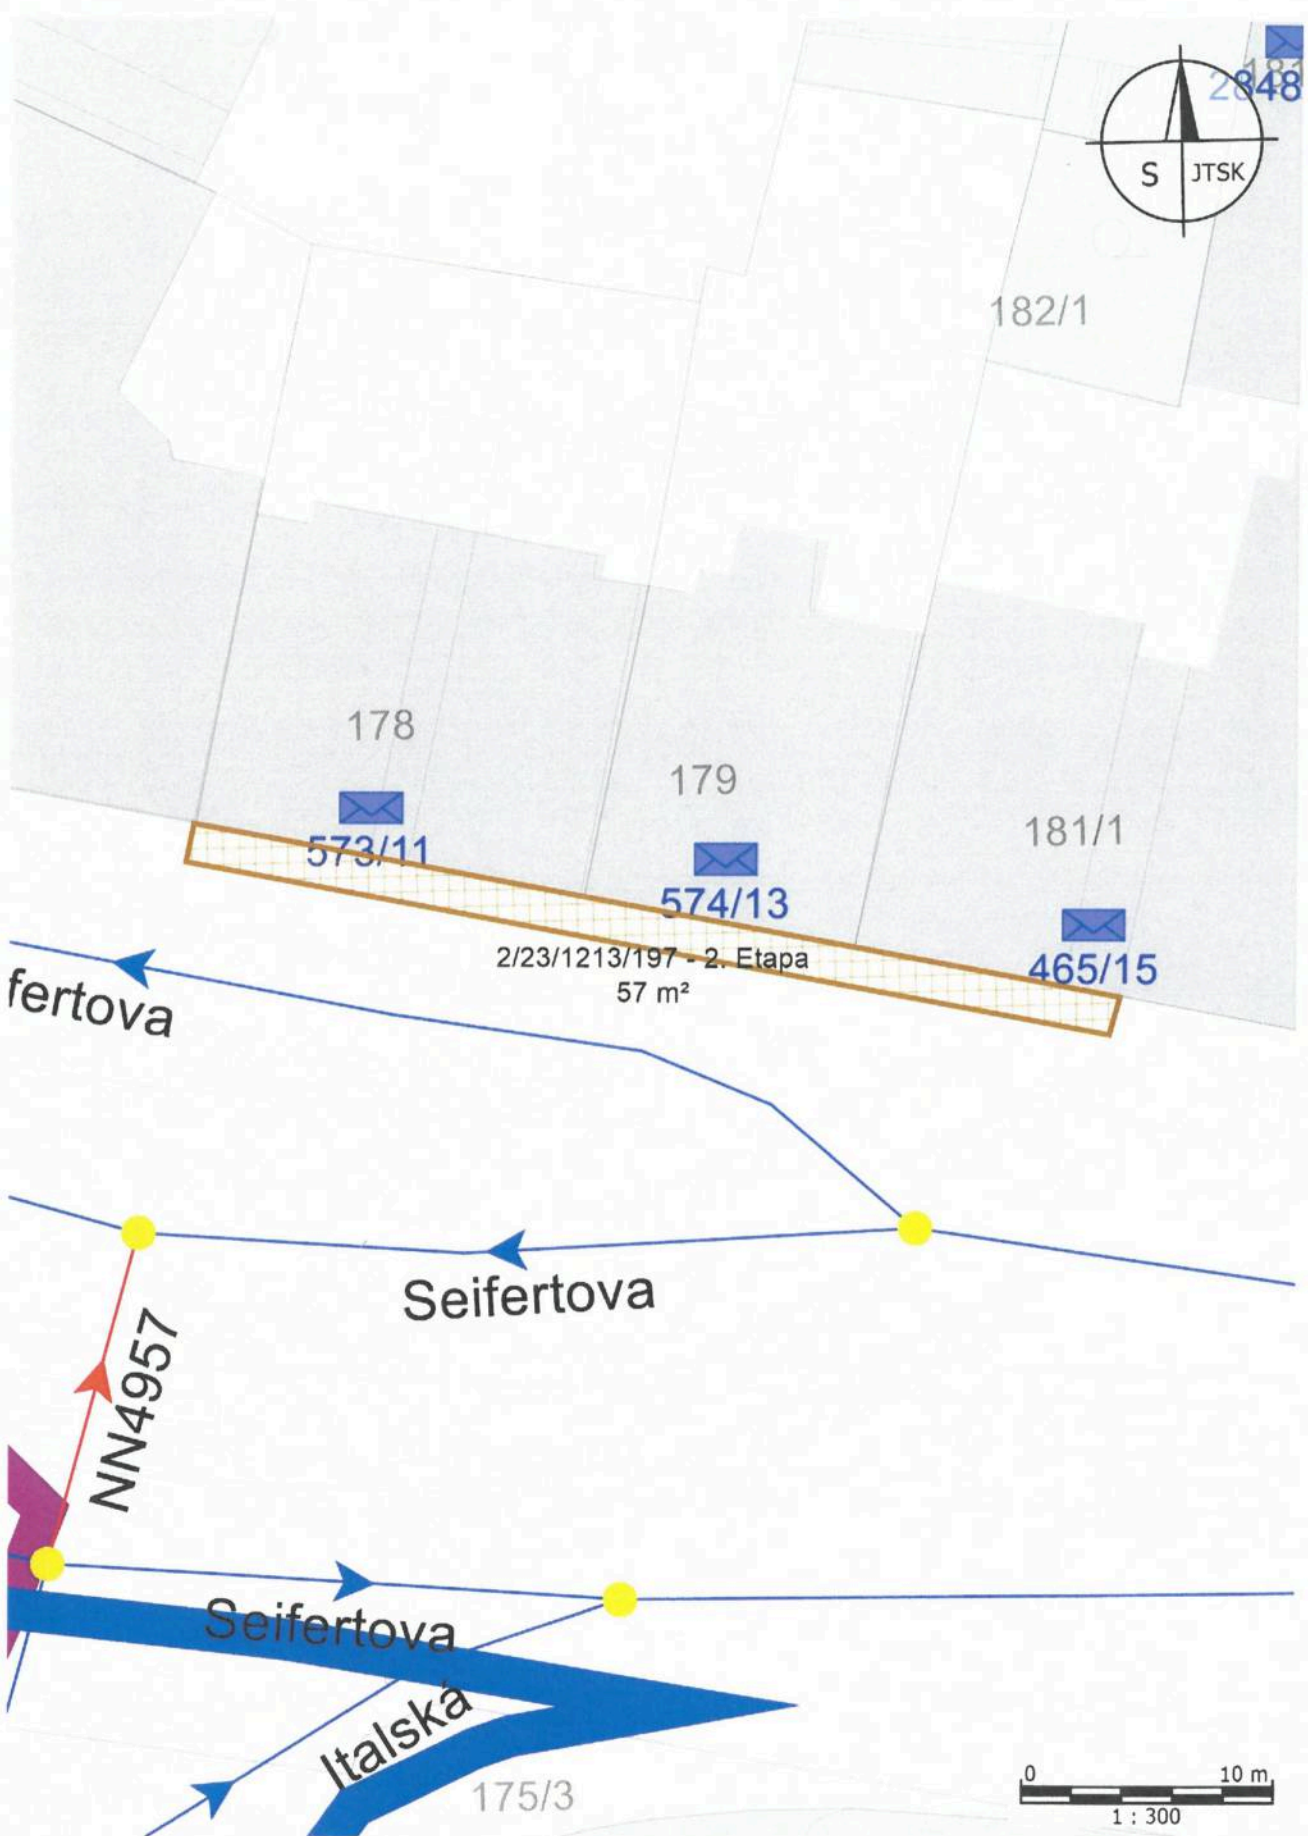 181
2848
S JTSK
182/1
178
179
181/1
573/11
574/13
465/15
2/23/1213/197 - 2. Etapa
57 m²
fertova
Seifertova
NN4957
Seifertova
Italská
175/3
0 10 m
1 : 300